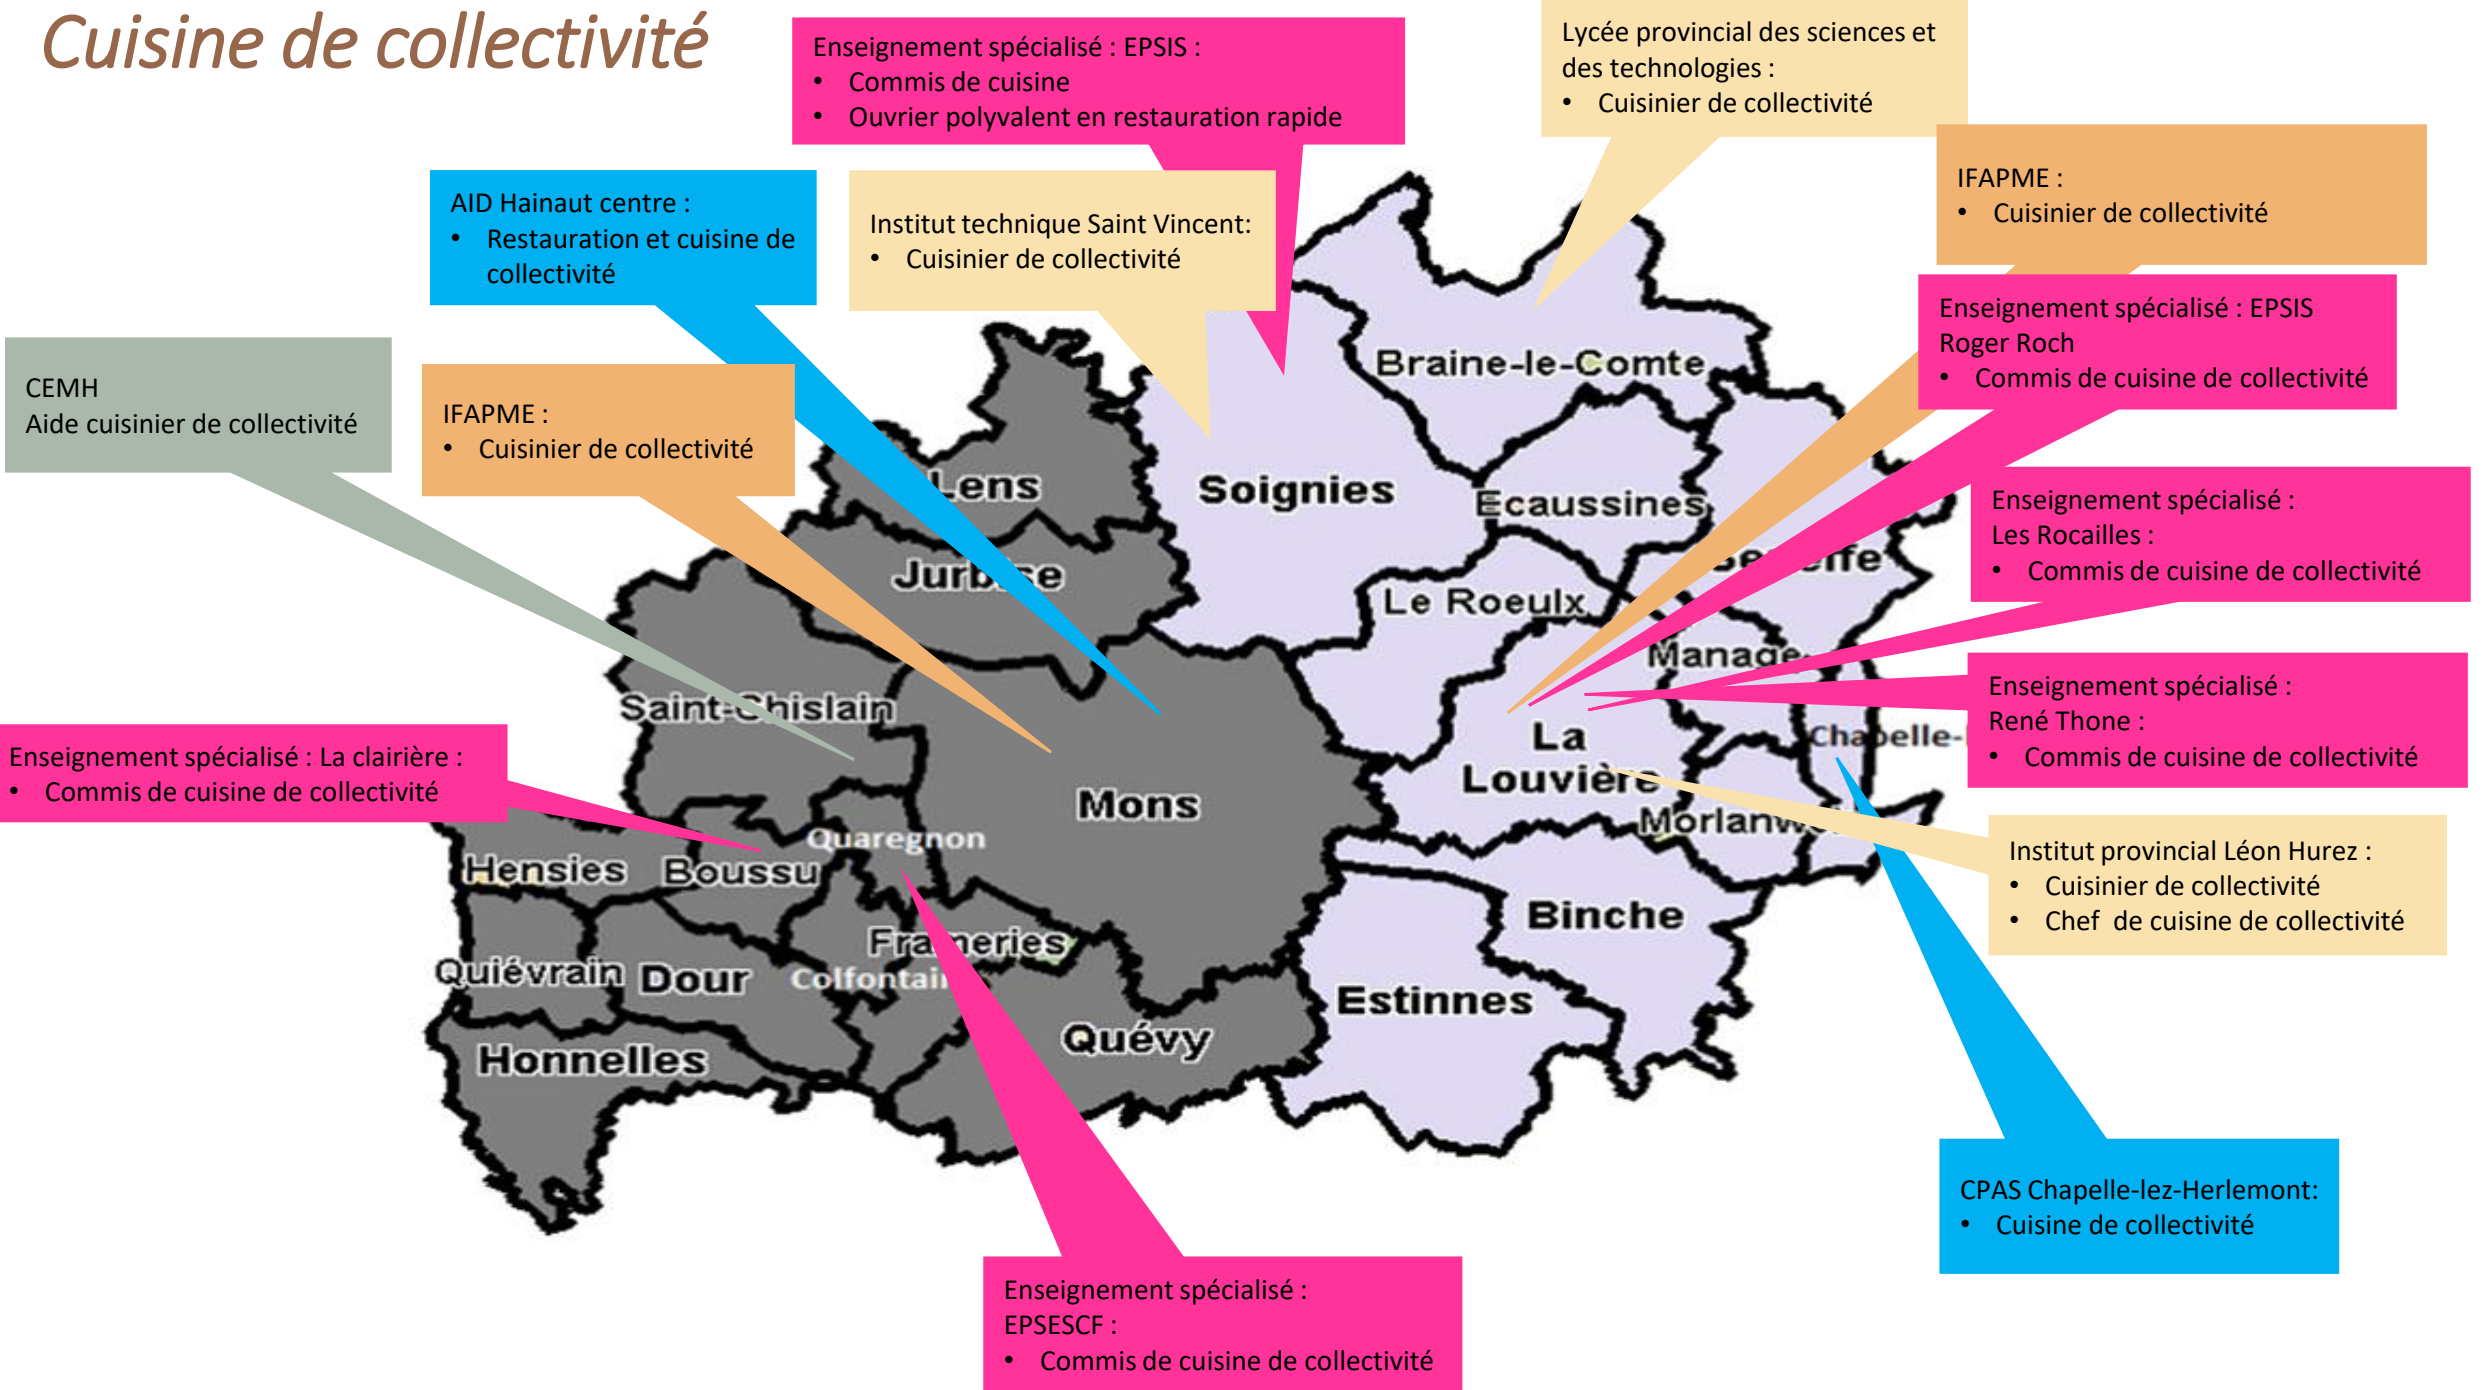 Cuisine de collectivité
Enseignement spécialisé : EPSIS :
• Commis de cuisine
• Ouvrier polyvalent en restauration rapide
Lycée provincial des sciences et
des technologies :
• Cuisinier de collectivité
IFAPME :
• Cuisinier de collectivité
AID Hainaut centre :
• Restauration et cuisine de
collectivité
Institut technique Saint Vincent:
• Cuisinier de collectivité
Enseignement spécialisé : EPSIS
Roger Roch
• Commis de cuisine de collectivité
CEMH
Aide cuisinier de collectivité
IFAPME :
• Cuisinier de collectivité
Enseignement spécialisé :
Les Rocailles :
• Commis de cuisine de collectivité
Enseignement spécialisé :
René Thone :
• Commis de cuisine de collectivité
Enseignement spécialisé : La clairière :
• Commis de cuisine de collectivité
Institut provincial Léon Hurez :
• Cuisinier de collectivité
• Chef  de cuisine de collectivité
CPAS Chapelle-lez-Herlemont:
• Cuisine de collectivité
Enseignement spécialisé :
EPSESCF :
• Commis de cuisine de collectivité
Braine-le-Comte
Lens
Soignies
Ecaussines
Jurbise
Le Roeulx
Manage
Saint-Ghislain
Chapelle-
La
Louvière
Mons
Quaregnon
Hensies
Boussu
Binche
Frameries
Quiévrain
Dour
Estinnes
Quévy
Honnelles